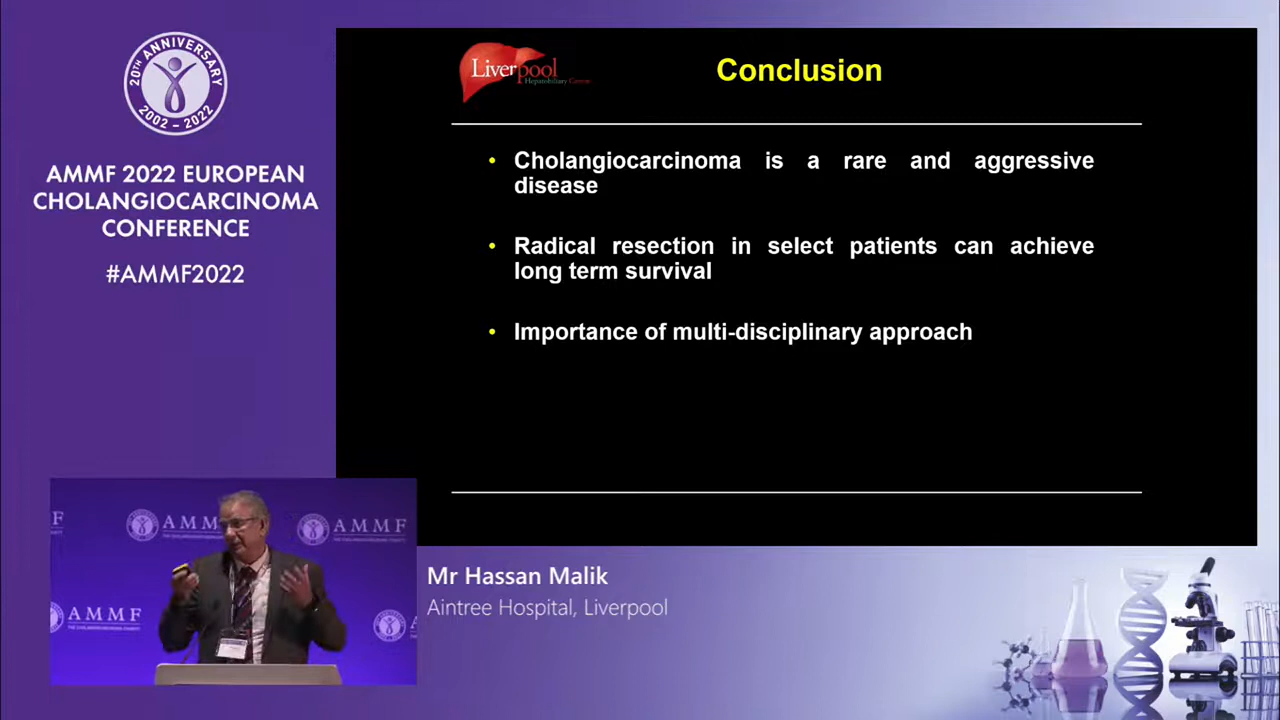 20TH ANNIVERSARY
2002 – 2022
AMMF 2022 EUROPEAN
CHOLANGIOCARCINOMA
CONFERENCE
#AMMF2022
Liverpool
Hepatobiliary
Conclusion
• Cholangiocarcinoma is a rare and aggressive
disease
• Radical resection in select patients can achieve
long term survival
• Importance of multi-disciplinary approach
AMMF
AMMF
AMMF
Mr Hassan Malik
Aintree Hospital, Liverpool